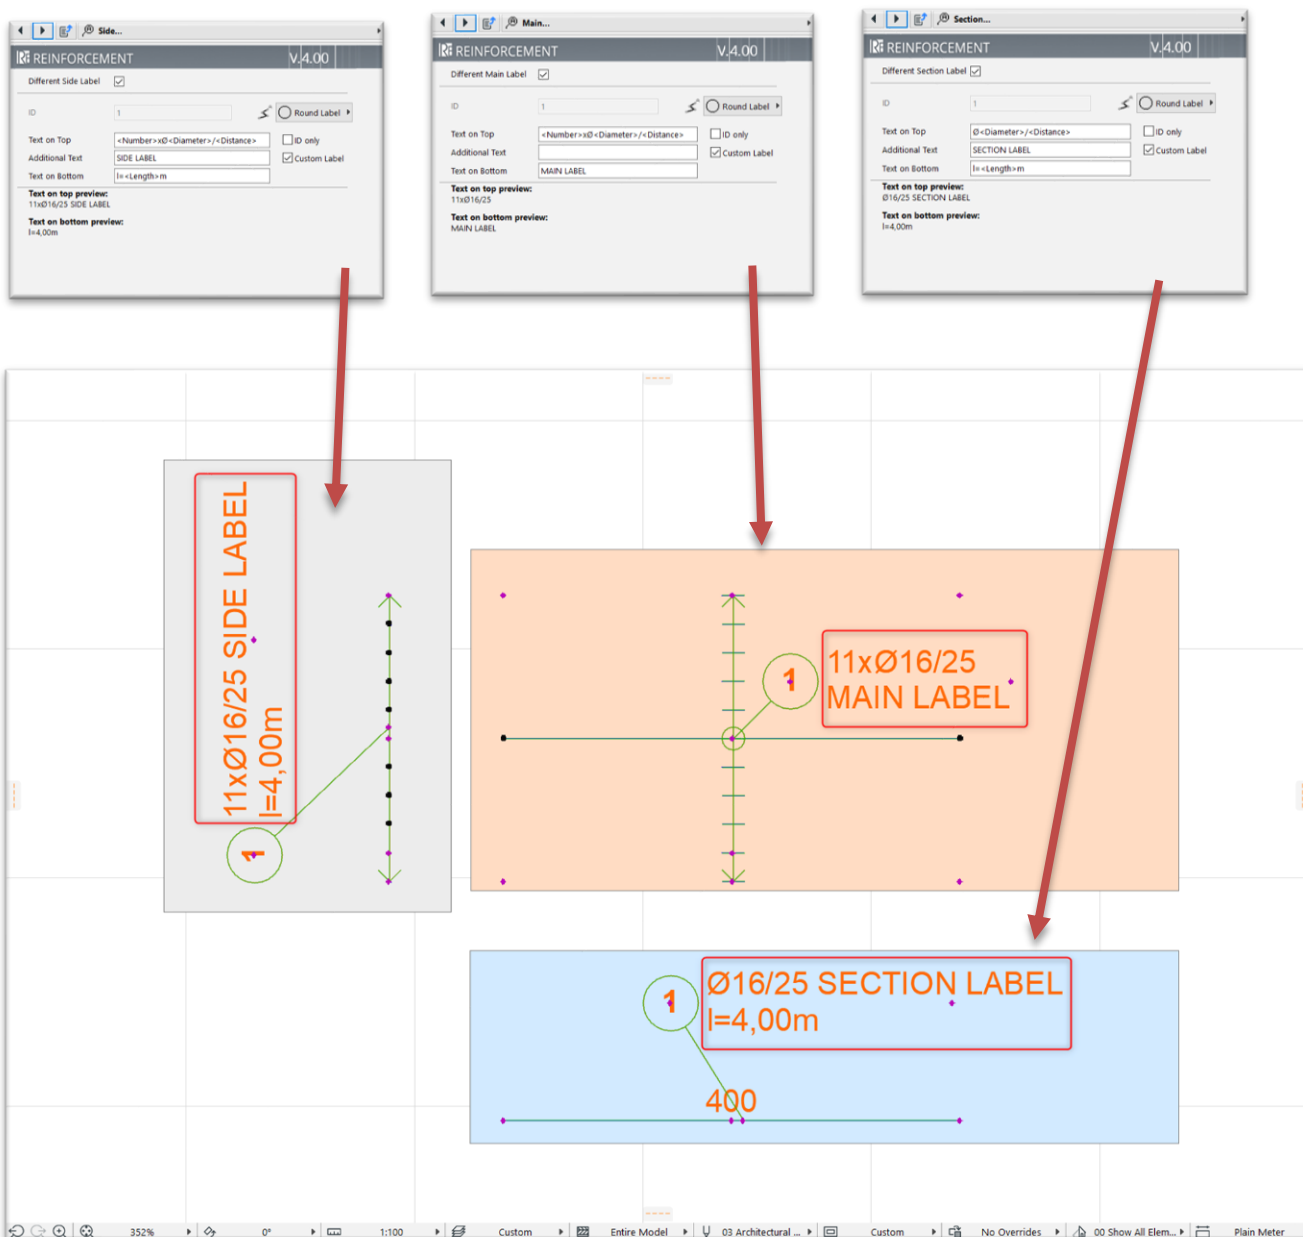 Side...
REINFORCEMENT V.4.00
Different Side Label
ID 1 Round Label
Text on Top <Number>xØ<Diameter>/<Distance> ID only
Additional Text SIDE LABEL Custom Label
Text on Bottom l=<Length>m
Text on top preview:
11xØ16/25 SIDE LABEL
Text on bottom preview:
l=4,00m
Main...
REINFORCEMENT V.4.00
Different Main Label
ID 1 Round Label
Text on Top <Number>xØ<Diameter>/<Distance> ID only
Additional Text Custom Label
Text on Bottom MAIN LABEL
Text on top preview:
11xØ16/25
Text on bottom preview:
MAIN LABEL
Section...
REINFORCEMENT V.4.00
Different Section Label
ID 1 Round Label
Text on Top Ø<Diameter>/<Distance> ID only
Additional Text SECTION LABEL Custom Label
Text on Bottom l=<Length>m
Text on top preview:
Ø16/25 SECTION LABEL
Text on bottom preview:
l=4,00m
11xØ16/25 SIDE LABEL
l=4,00m
1
1
11xØ16/25
MAIN LABEL
1
Ø16/25 SECTION LABEL
l=4,00m
400
352% 0° 1:100 Custom Entire Model 03 Architectural ... Custom No Overrides 00 Show All Elem... Plain Meter